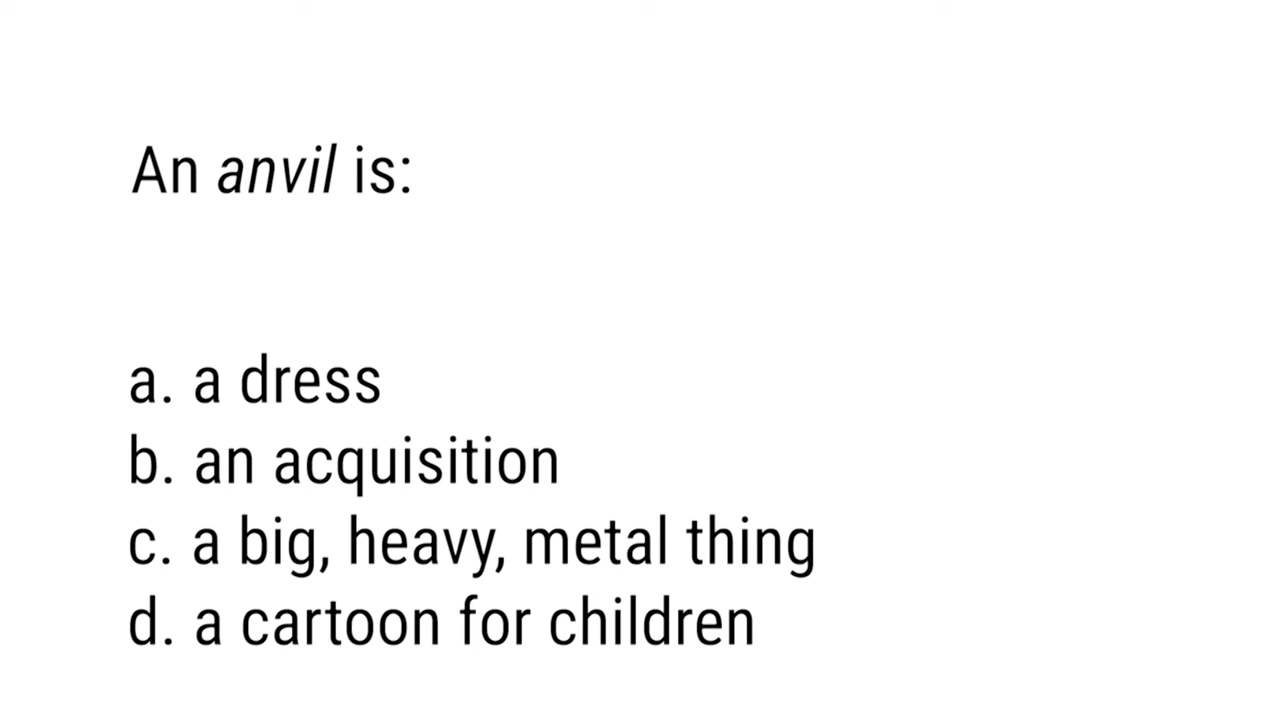 An anvil is:
a. a dress
b. an acquisition
c. a big, heavy, metal thing
d. a cartoon for children